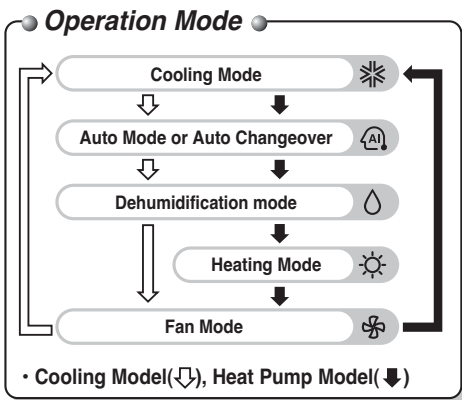 Operation Mode
Cooling Mode
Auto Mode or Auto Changeover
AI
Dehumidification mode
Heating Mode
Fan Mode
· Cooling Model(⇩), Heat Pump Model(⬇)